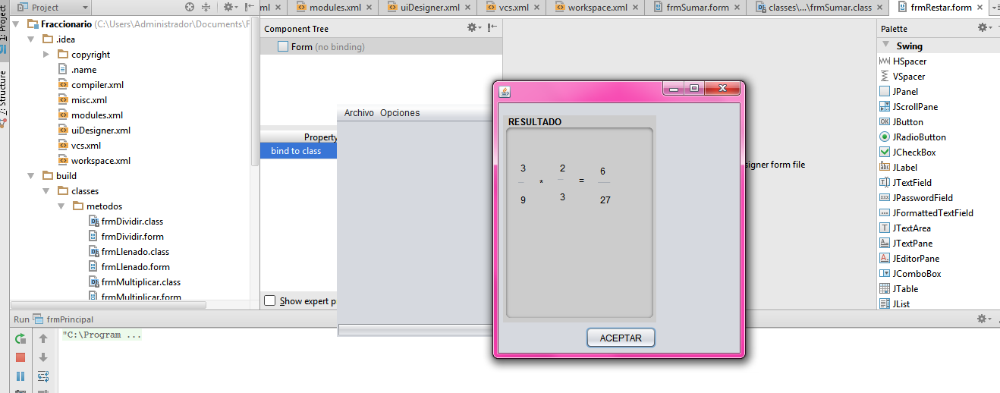 ml modules.xml uiDesigner.xml vcs.xml workspace.xml frmSumar.form classes\...\frmSumar.class frmRestar.form
1: Project
Z: Structure
Project
Fraccionario (C:\Users\Administrador\Documents\F
.idea
copyright
.name
compiler.xml
misc.xml
modules.xml
uiDesigner.xml
vcs.xml
workspace.xml
build
classes
metodos
frmDividir.class
frmDividir.form
frmLlenado.class
frmLlenado.form
frmMultiplicar.class
frmMultiplicar.form
Component Tree
Form (no binding)
Property
bind to class
Show expert p
Archivo Opciones
signer form file
RESULTADO
3 2 6
* =
9 3 27
ACEPTAR
Palette
Swing
HSpacer
VSpacer
JPanel
JScrollPane
JButton
JRadioButton
JCheckBox
JLabel
JTextField
JPasswordField
JFormattedTextField
JTextArea
JTextPane
JEditorPane
JComboBox
JTable
JList
Run frmPrincipal
"C:\Program ...